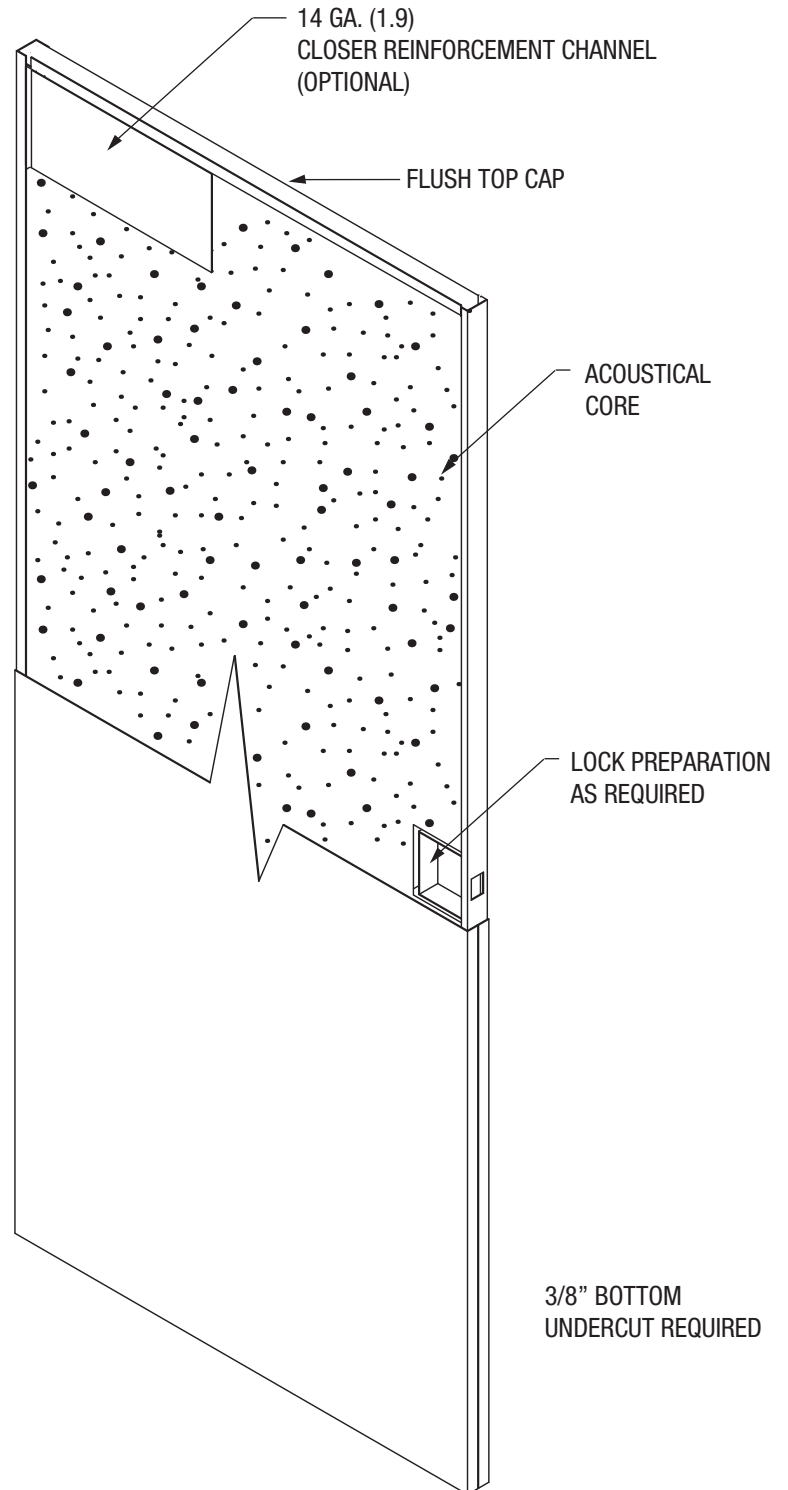 14 GA. (1.9)
CLOSER REINFORCEMENT CHANNEL
(OPTIONAL)
FLUSH TOP CAP
ACOUSTICAL
CORE
LOCK PREPARATION
AS REQUIRED
3/8” BOTTOM
UNDERCUT REQUIRED